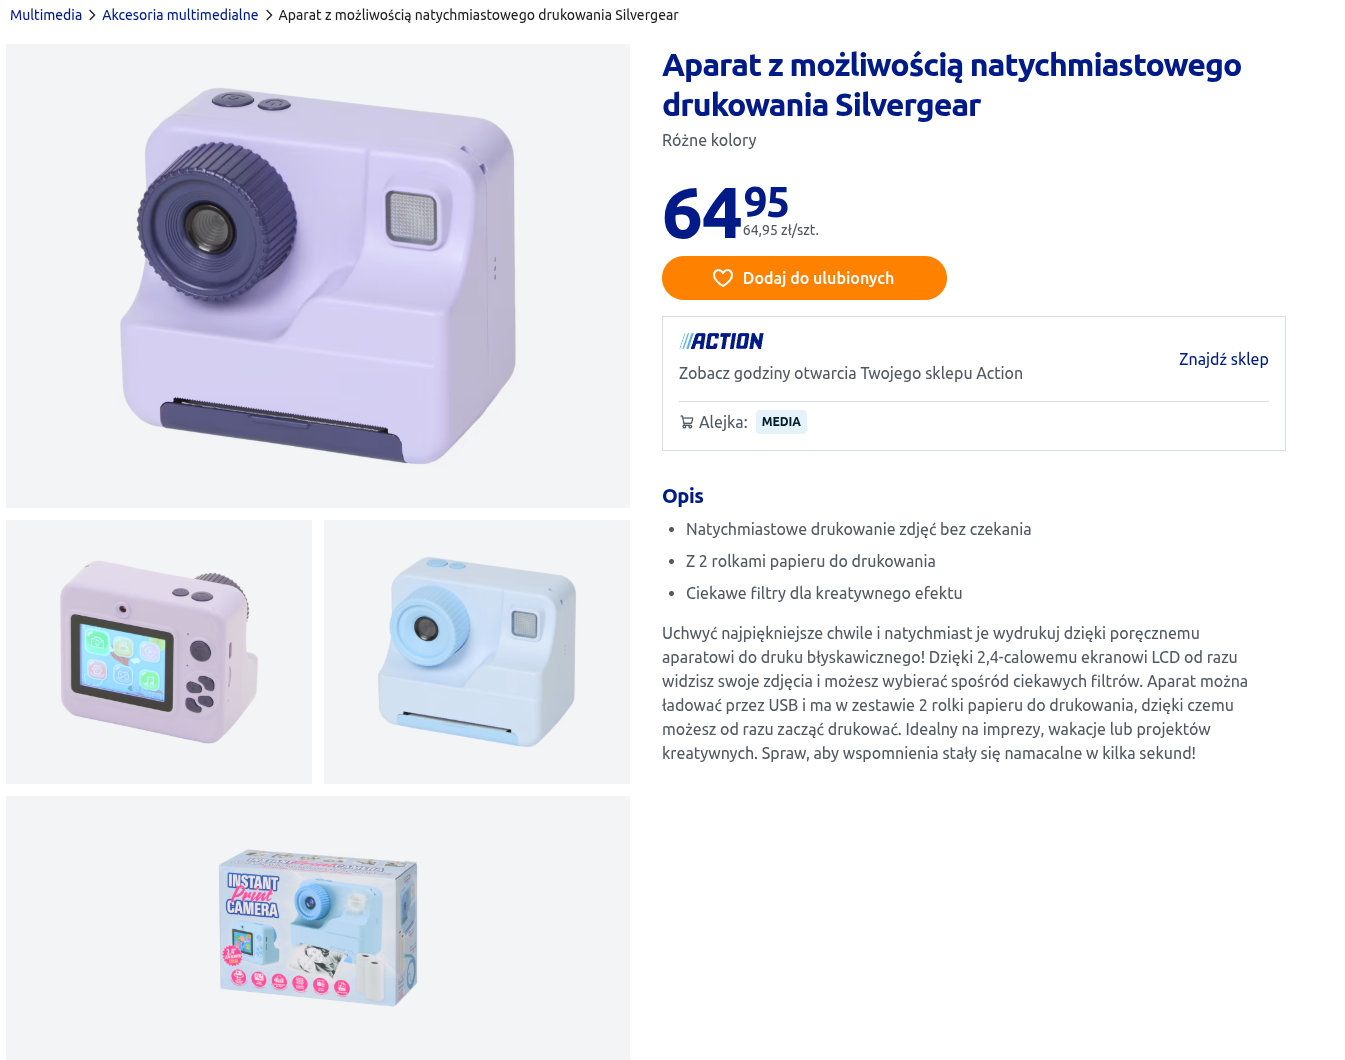 Multimedia > Akcesoria multimedialne > Aparat z możliwością natychmiastowego drukowania Silvergear
Aparat z możliwością natychmiastowego
drukowania Silvergear
Różne kolory
64 95
64,95 zł/szt.
Dodaj do ulubionych
ACTION
Zobacz godziny otwarcia Twojego sklepu Action
Znajdź sklep
Alejka: MEDIA
Opis
• Natychmiastowe drukowanie zdjęć bez czekania
• Z 2 rolkami papieru do drukowania
• Ciekawe filtry dla kreatywnego efektu
Uchwyć najpiękniejsze chwile i natychmiast je wydrukuj dzięki poręcznemu
aparatowi do druku błyskawicznego! Dzięki 2,4-calowemu ekranowi LCD od razu
widzisz swoje zdjęcia i możesz wybierać spośród ciekawych filtrów. Aparat można
ładować przez USB i ma w zestawie 2 rolki papieru do drukowania, dzięki czemu
możesz od razu zacząć drukować. Idealny na imprezy, wakacje lub projektów
kreatywnych. Spraw, aby wspomnienia stały się namacalne w kilka sekund!
INSTANT
Print
CAMERA